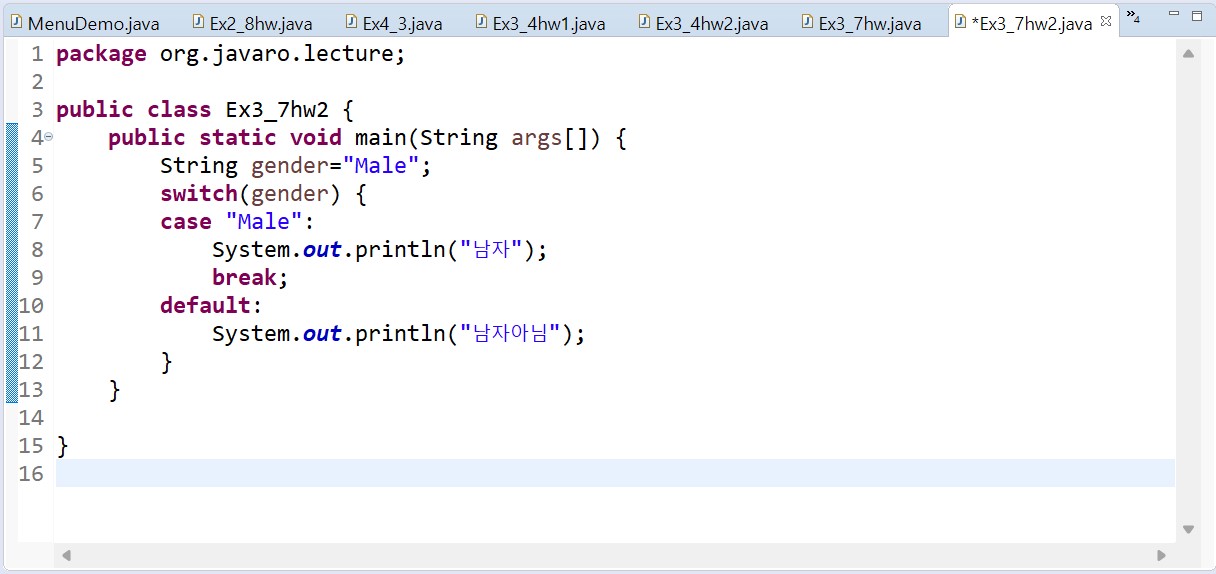 MenuDemo.java Ex2_8hw.java Ex4_3.java Ex3_4hw1.java Ex3_4hw2.java Ex3_7hw.java *Ex3_7hw2.java »4
1 package org.javaro.lecture;
2
3 public class Ex3_7hw2 {
4 public static void main(String args[]) {
5 String gender="Male";
6 switch(gender) {
7 case "Male":
8 System.out.println("남자");
9 break;
10 default:
11 System.out.println("남자아님");
12 }
13 }
14
15 }
16